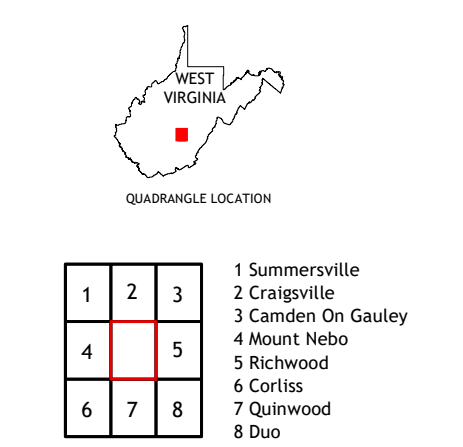 WEST
VIRGINIA
QUADRANGLE LOCATION
1 2 3
4 5
6 7 8
1 Summersville
2 Craigsville
3 Camden On Gauley
4 Mount Nebo
5 Richwood
6 Corliss
7 Quinwood
8 Duo